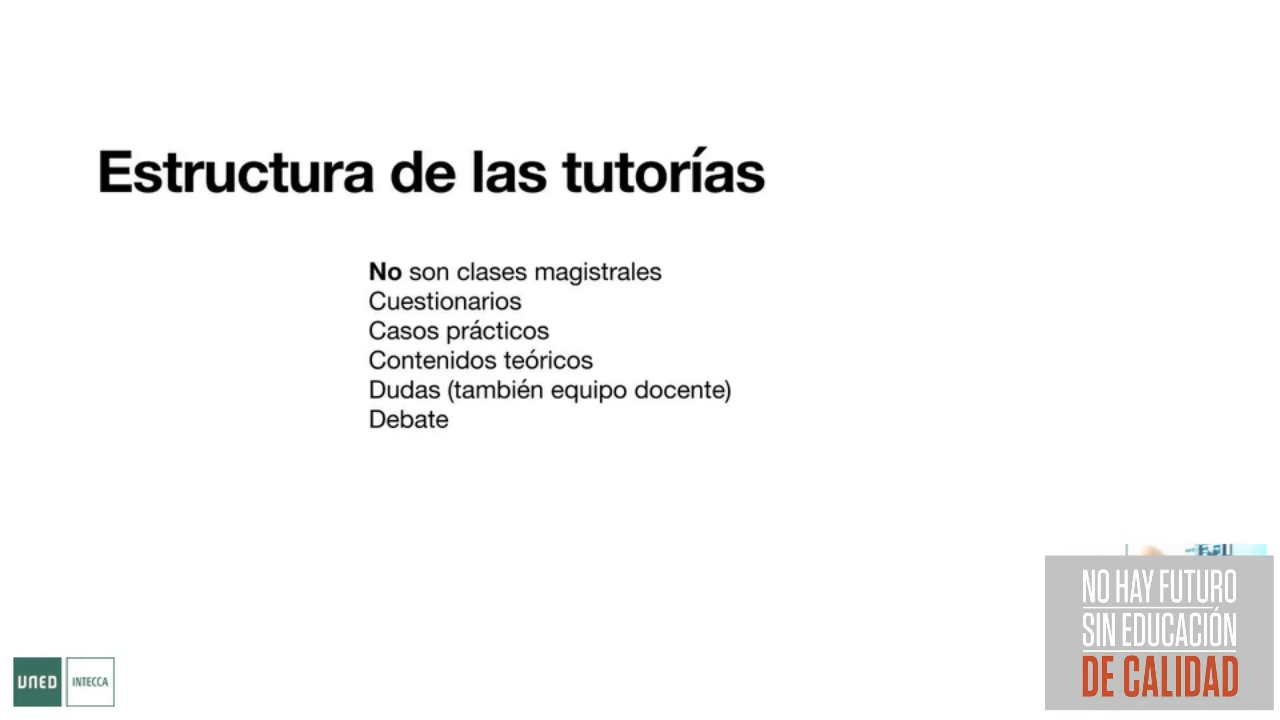 Estructura de las tutorías
No son clases magistrales
Cuestionarios
Casos prácticos
Contenidos teóricos
Dudas (también equipo docente)
Debate
NO HAY FUTURO
SIN EDUCACIÓN
DE CALIDAD
UNED
INTECCA